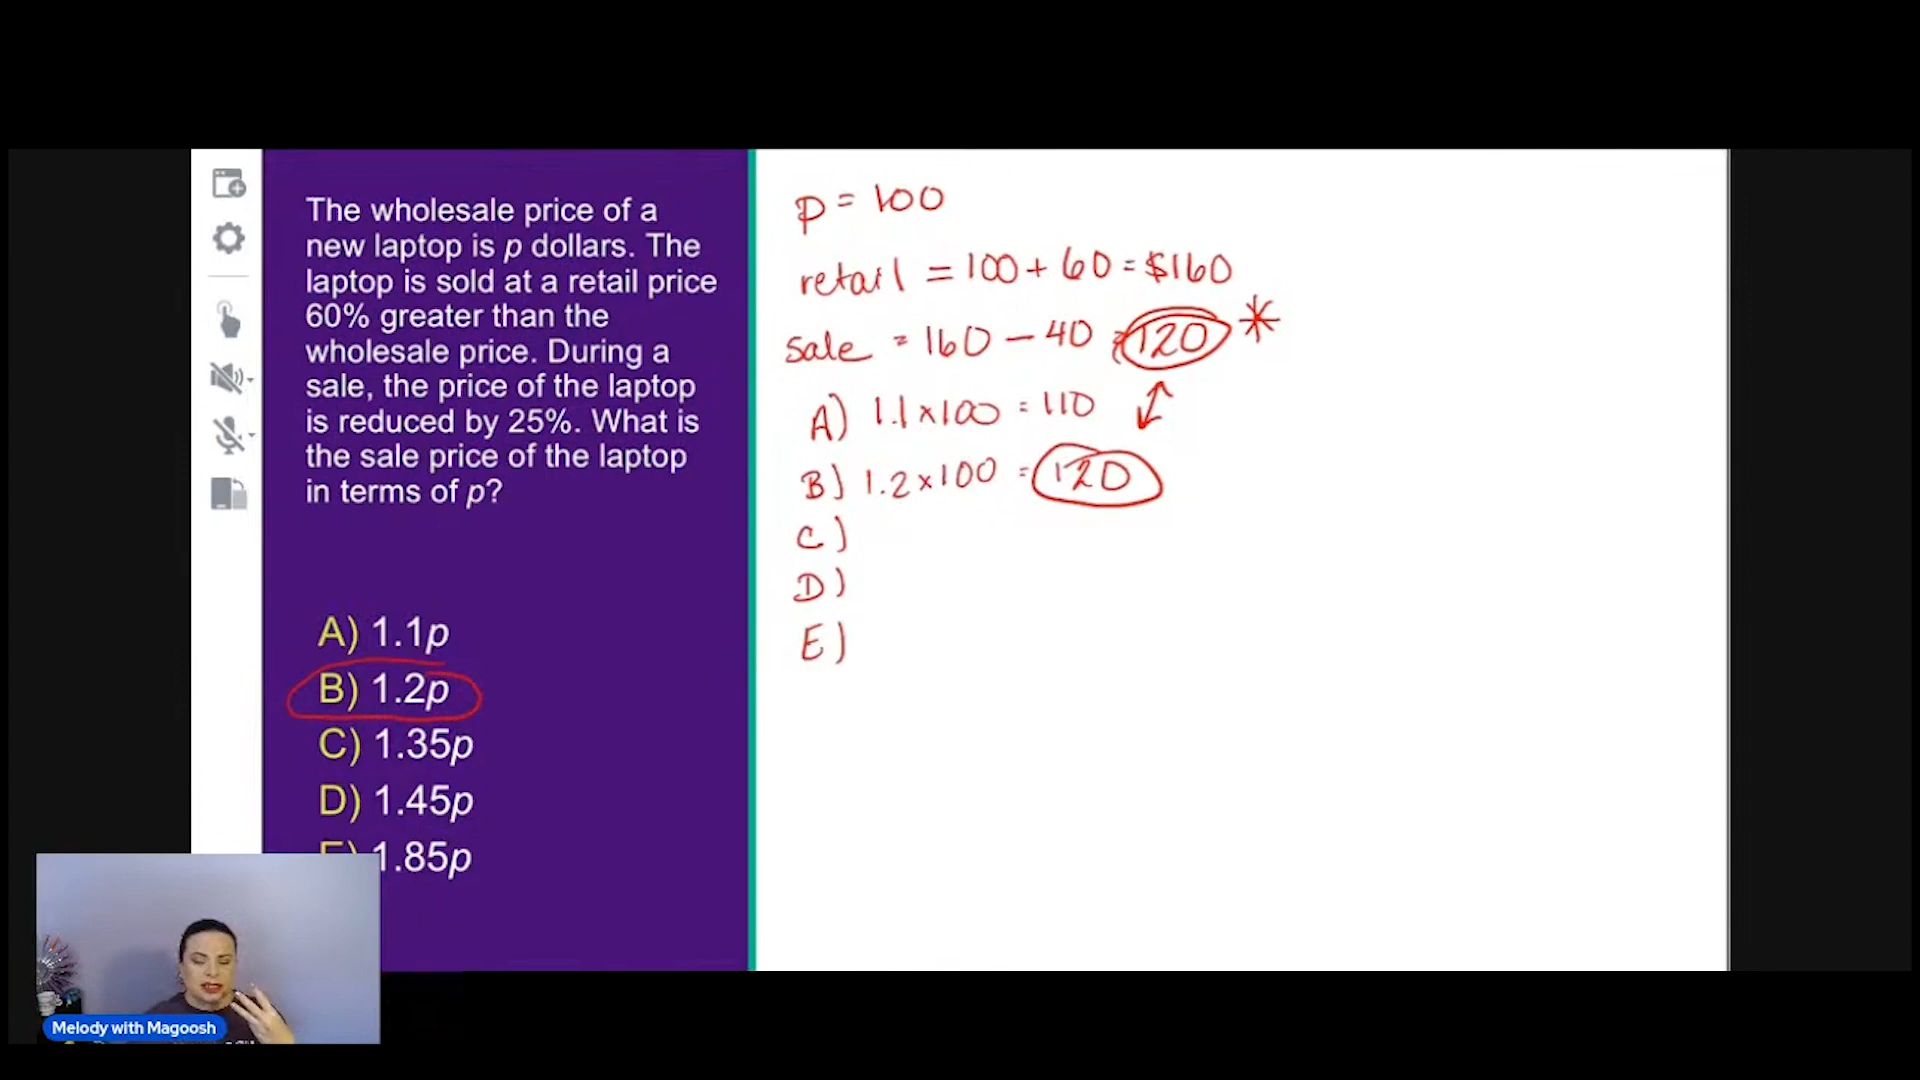 The wholesale price of a
new laptop is p dollars. The
laptop is sold at a retail price
60% greater than the
wholesale price. During a
sale, the price of the laptop
is reduced by 25%. What is
the sale price of the laptop
in terms of p?
A) 1.1p
B) 1.2p
C) 1.35p
D) 1.45p
E) 1.85p
p = 100
retail = 100 + 60 = $160
sale = 160 - 40 = 120 *
A) 1.1 x 100 = 110
B) 1.2 x 100 = 120
C)
D)
E)
Melody with Magoosh